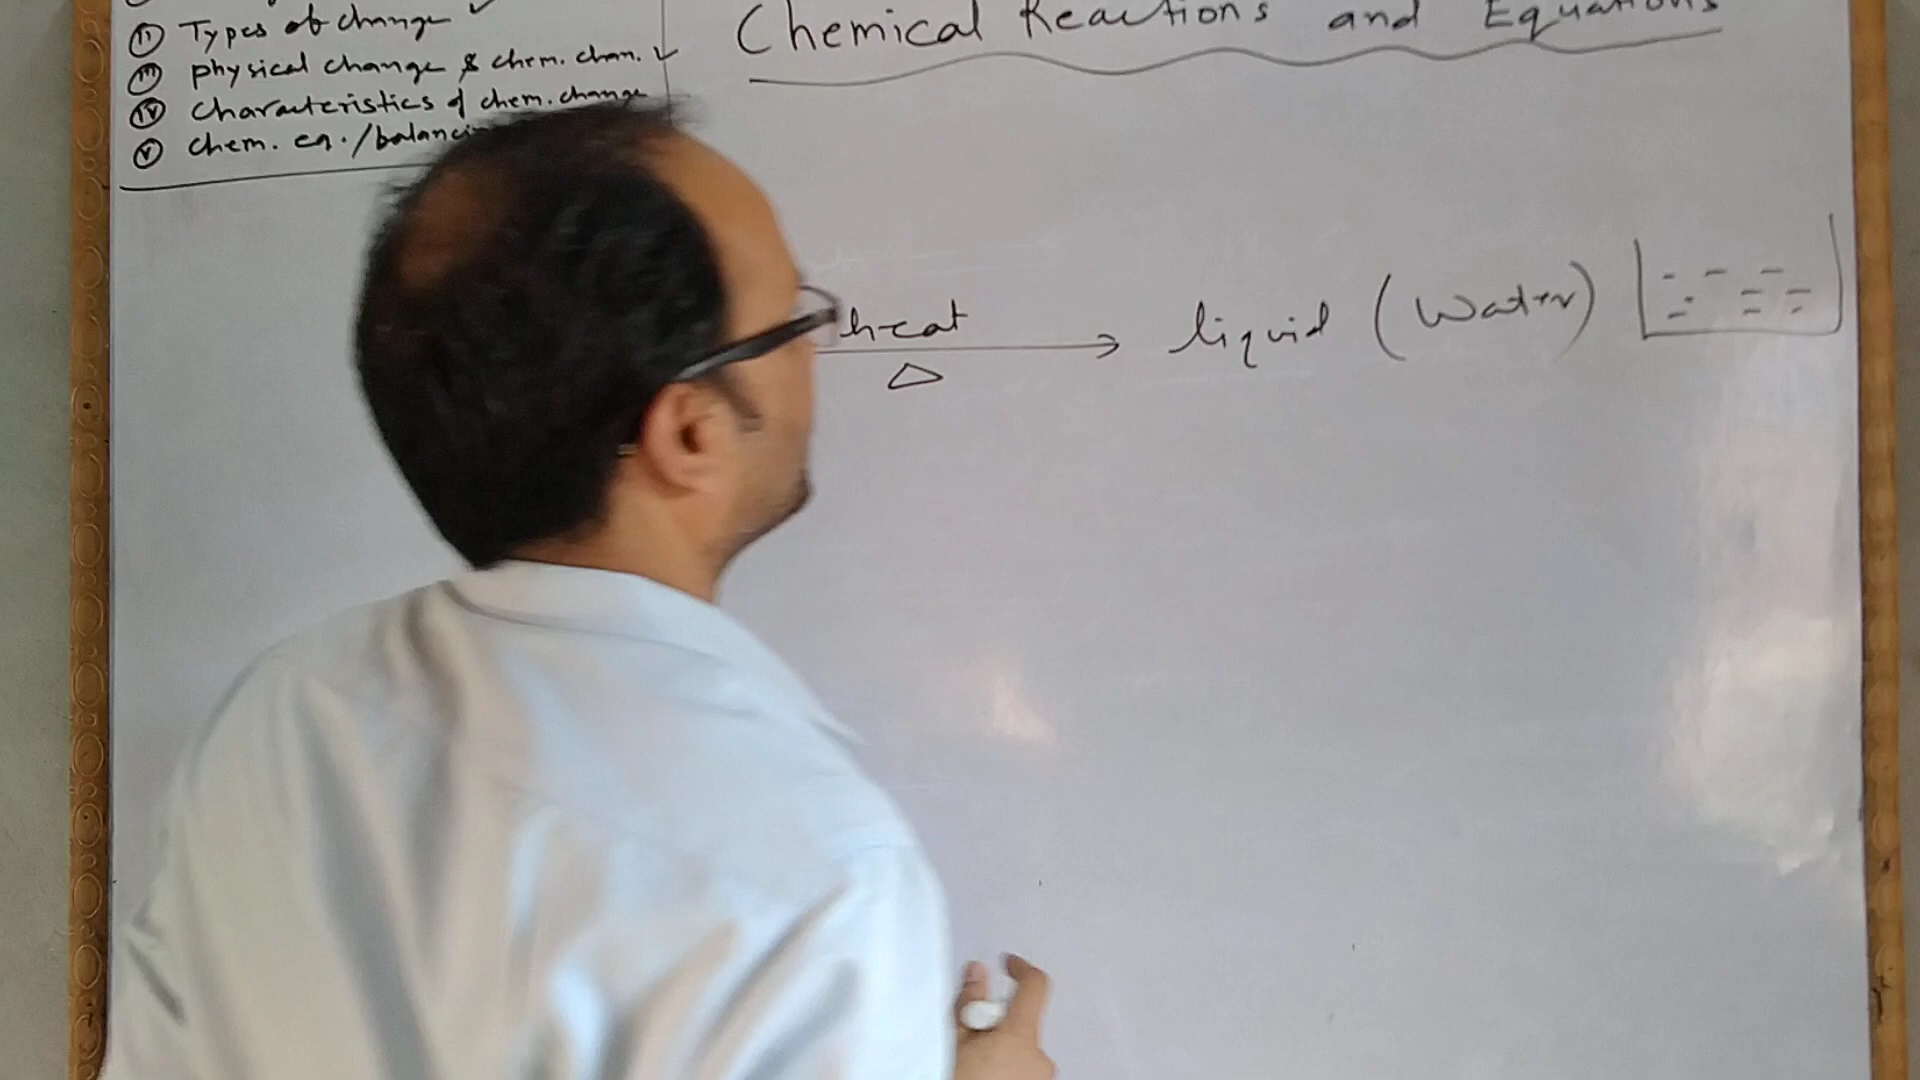 (ii) Types of change ✓
(iii) physical change & chem. chan. ✓
(iv) Characteristics of chem. change
(v) Chem. eq. / balancin
Chemical Reactions and Equations
heat
△
liquid (Water)